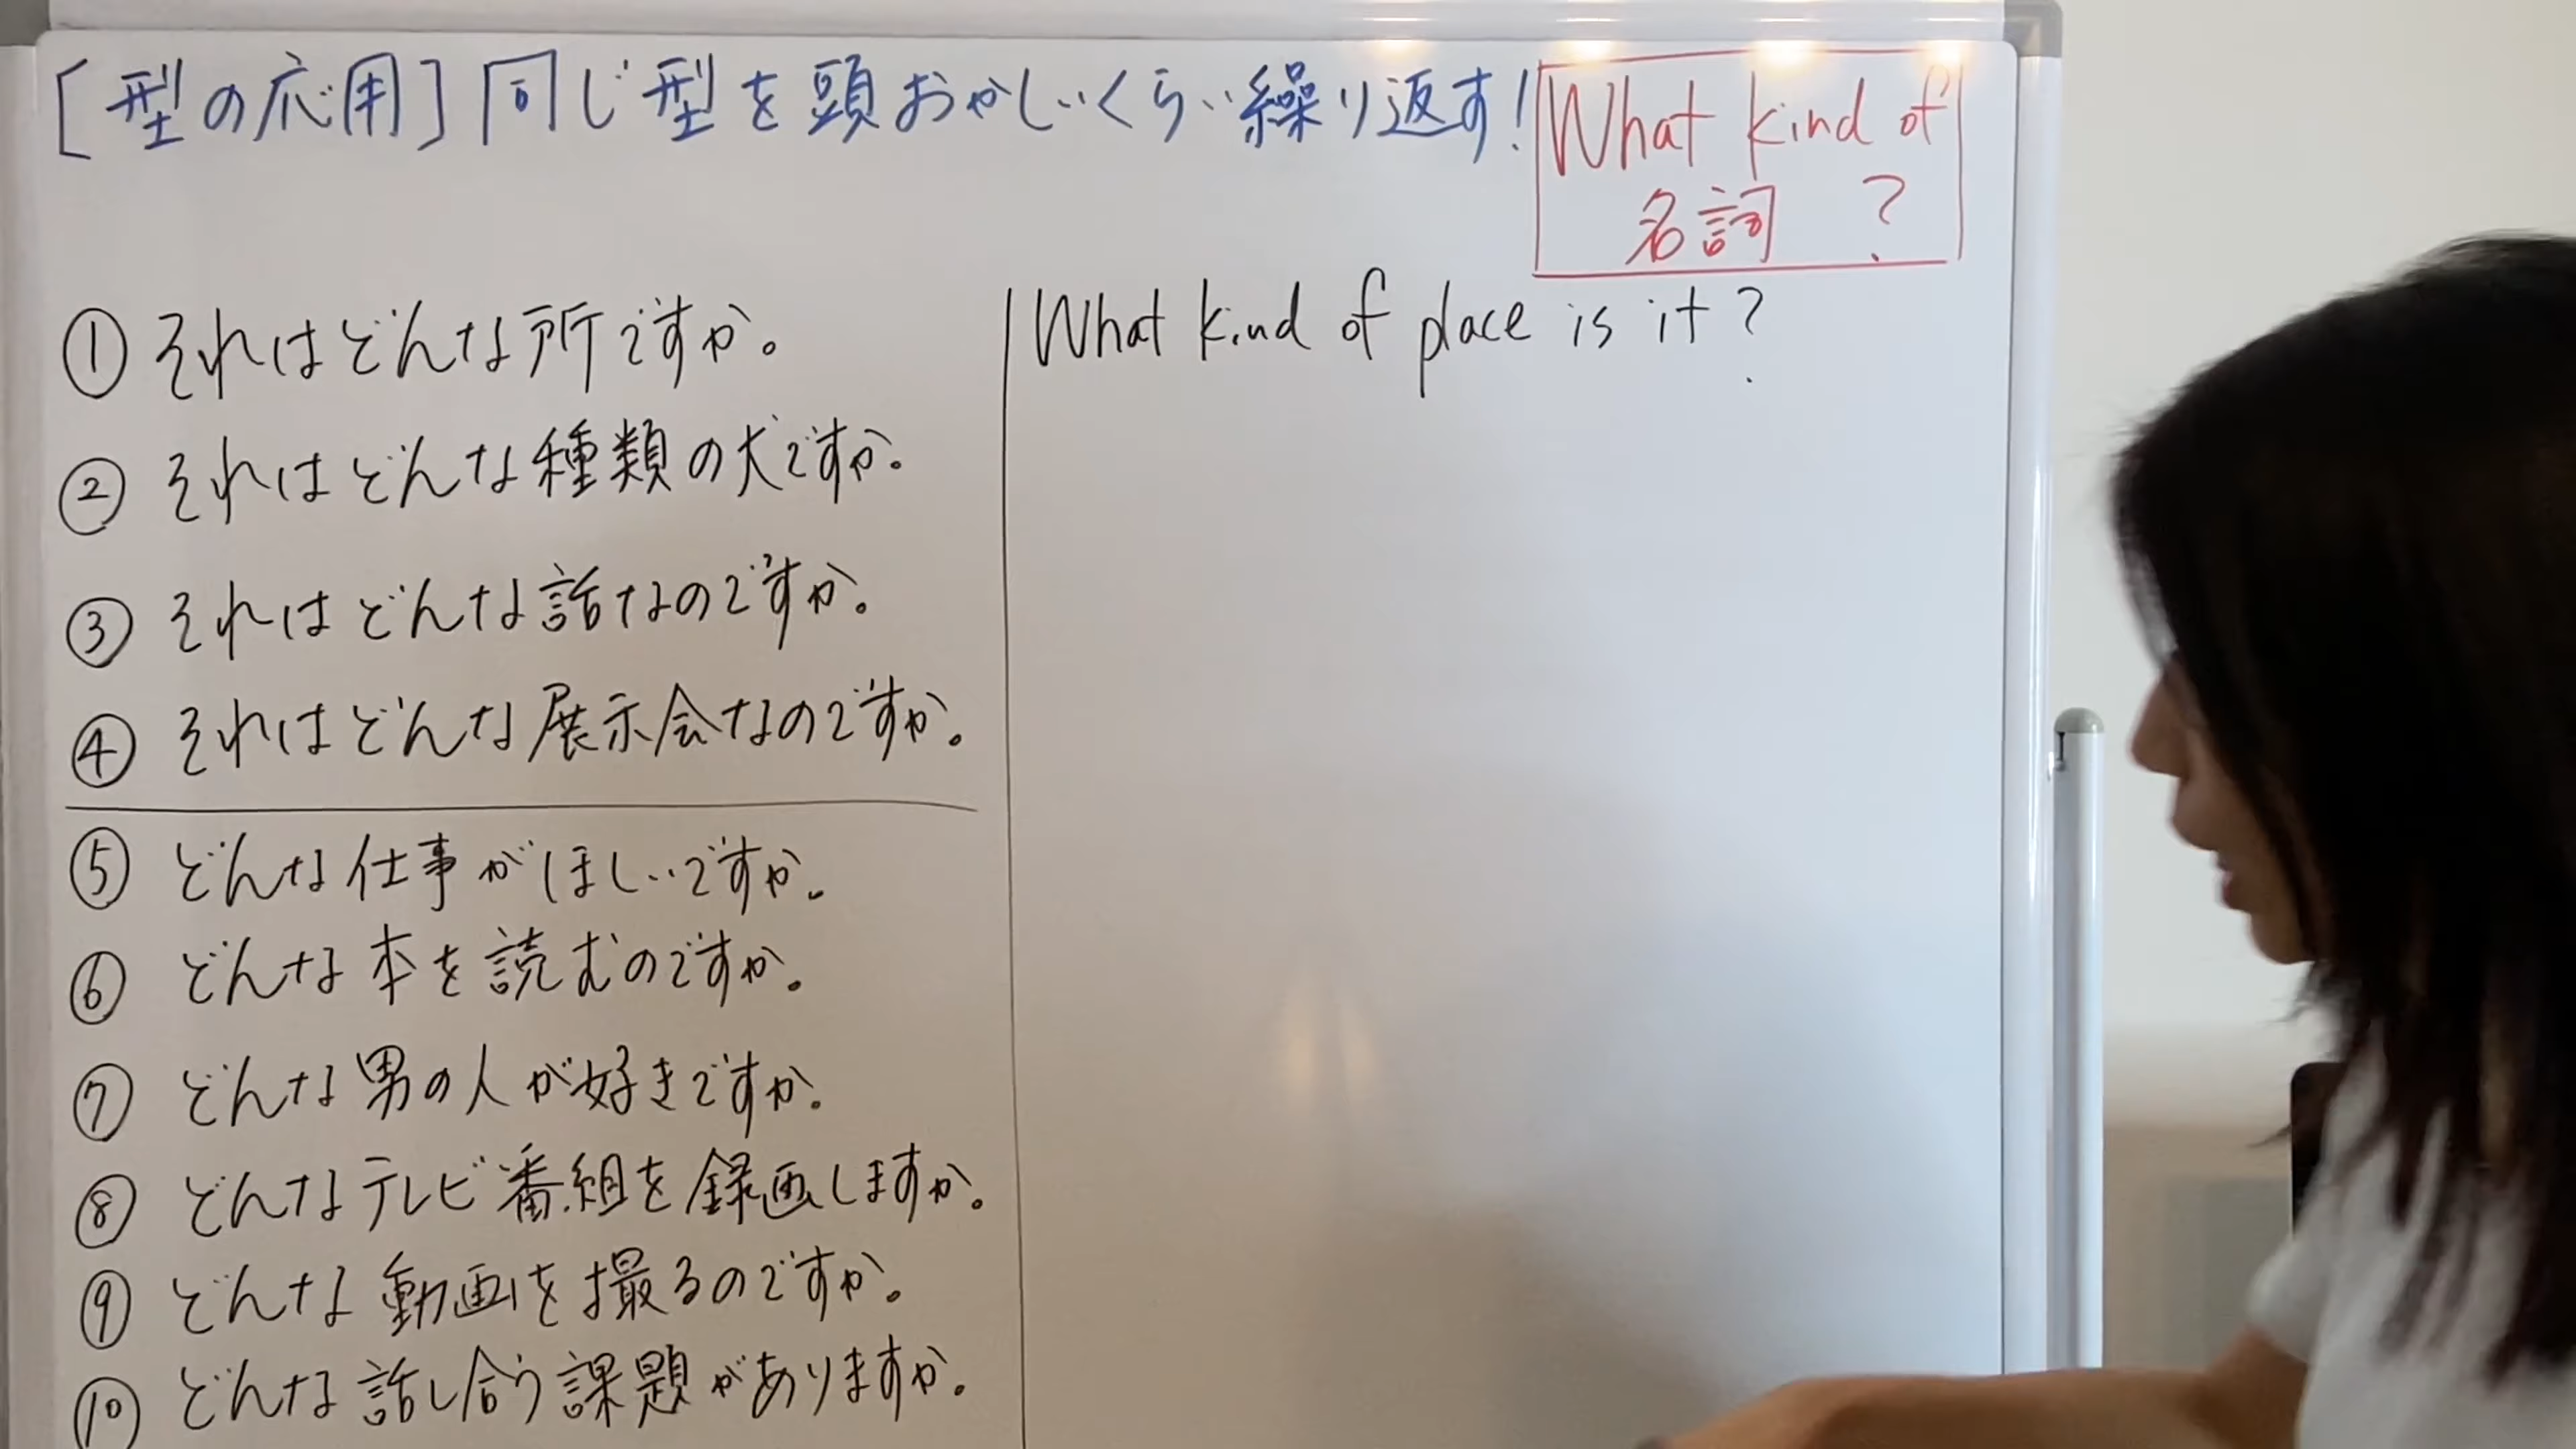 [型の応用]同じ型を頭おかしいくらい繰り返す!
What kind of
名詞 ?
① それはどんな所ですか。
What kind of place is it?
② それはどんな種類の犬ですか。
③ それはどんな話なのですか。
④ それはどんな展示会なのですか。
⑤ どんな仕事がほしいですか。
⑥ どんな本を読むのですか。
⑦ どんな男の人が好きですか。
⑧ どんなテレビ番組を録画しますか。
⑨ どんな動画を撮るのですか。
⑩ どんな話し合う課題がありますか。